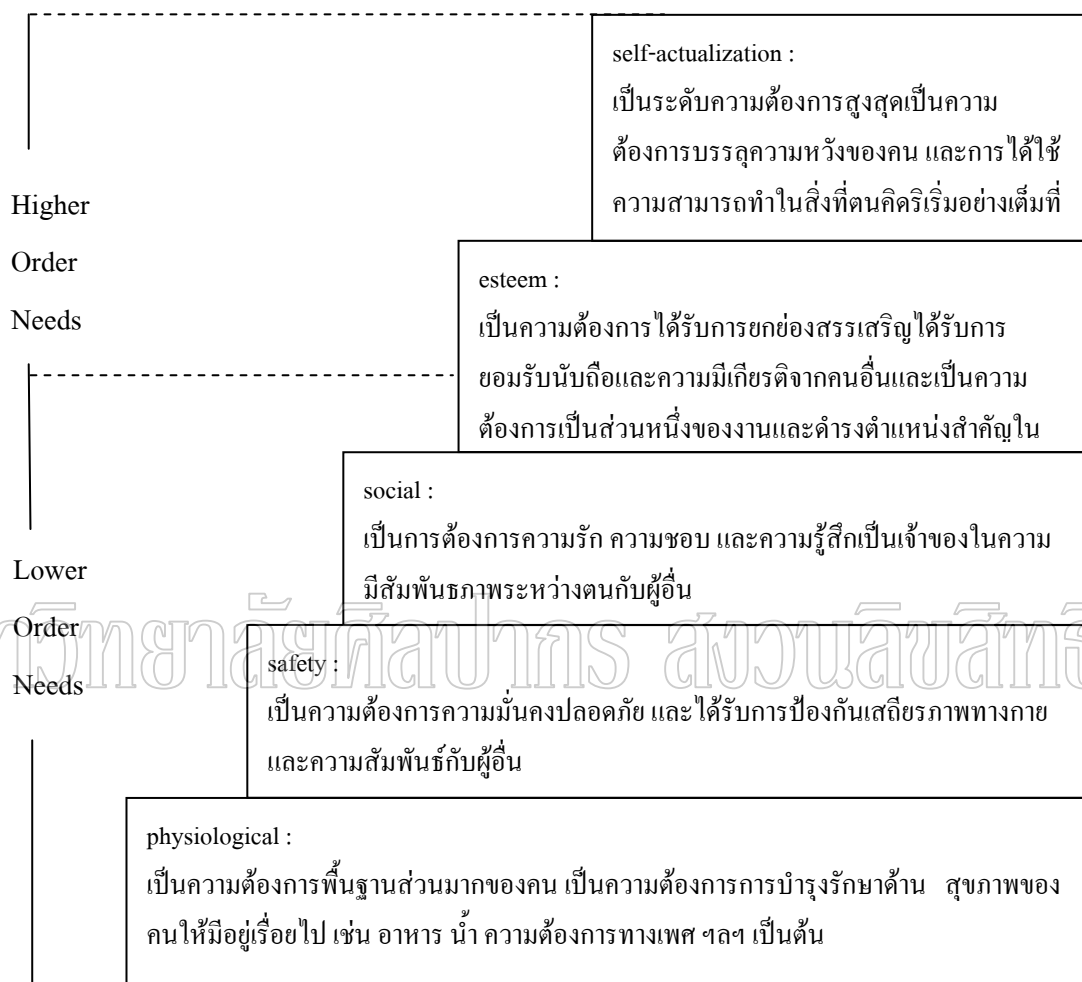 self-actualization :
เป็นระดับความต้องการสูงสุดเป็นความ
ต้องการบรรลุความหวังของคน และการได้ใช้
ความสามารถทำในสิ่งที่ตนคิดริเริ่มอย่างเต็มที่
Higher
Order
Needs
esteem :
เป็นความต้องการได้รับการยกย่องสรรเสริญได้รับการ
ยอมรับนับถือและความมีเกียรติจากคนอื่นและเป็นความ
ต้องการเป็นส่วนหนึ่งของงานและดำรงตำแหน่งสำคัญใน
social :
เป็นการต้องการความรัก ความชอบ และความรู้สึกเป็นเจ้าของในความ
มีสัมพันธภาพระหว่างตนกับผู้อื่น
Lower
Order
Needs
วิทยาลัยศิลปากร สงวนลิขสิทธิ
safety :
เป็นความต้องการความมั่นคงปลอดภัย และได้รับการป้องกันเสถียรภาพทางกาย
และความสัมพันธ์กับผู้อื่น
physiological :
เป็นความต้องการพื้นฐานส่วนมากของคน เป็นความต้องการการบำรุงรักษาด้าน สุขภาพของ
คนให้มีอยู่เรื่อยไป เช่น อาหาร น้ำ ความต้องการทางเพศ ฯลฯ เป็นต้น